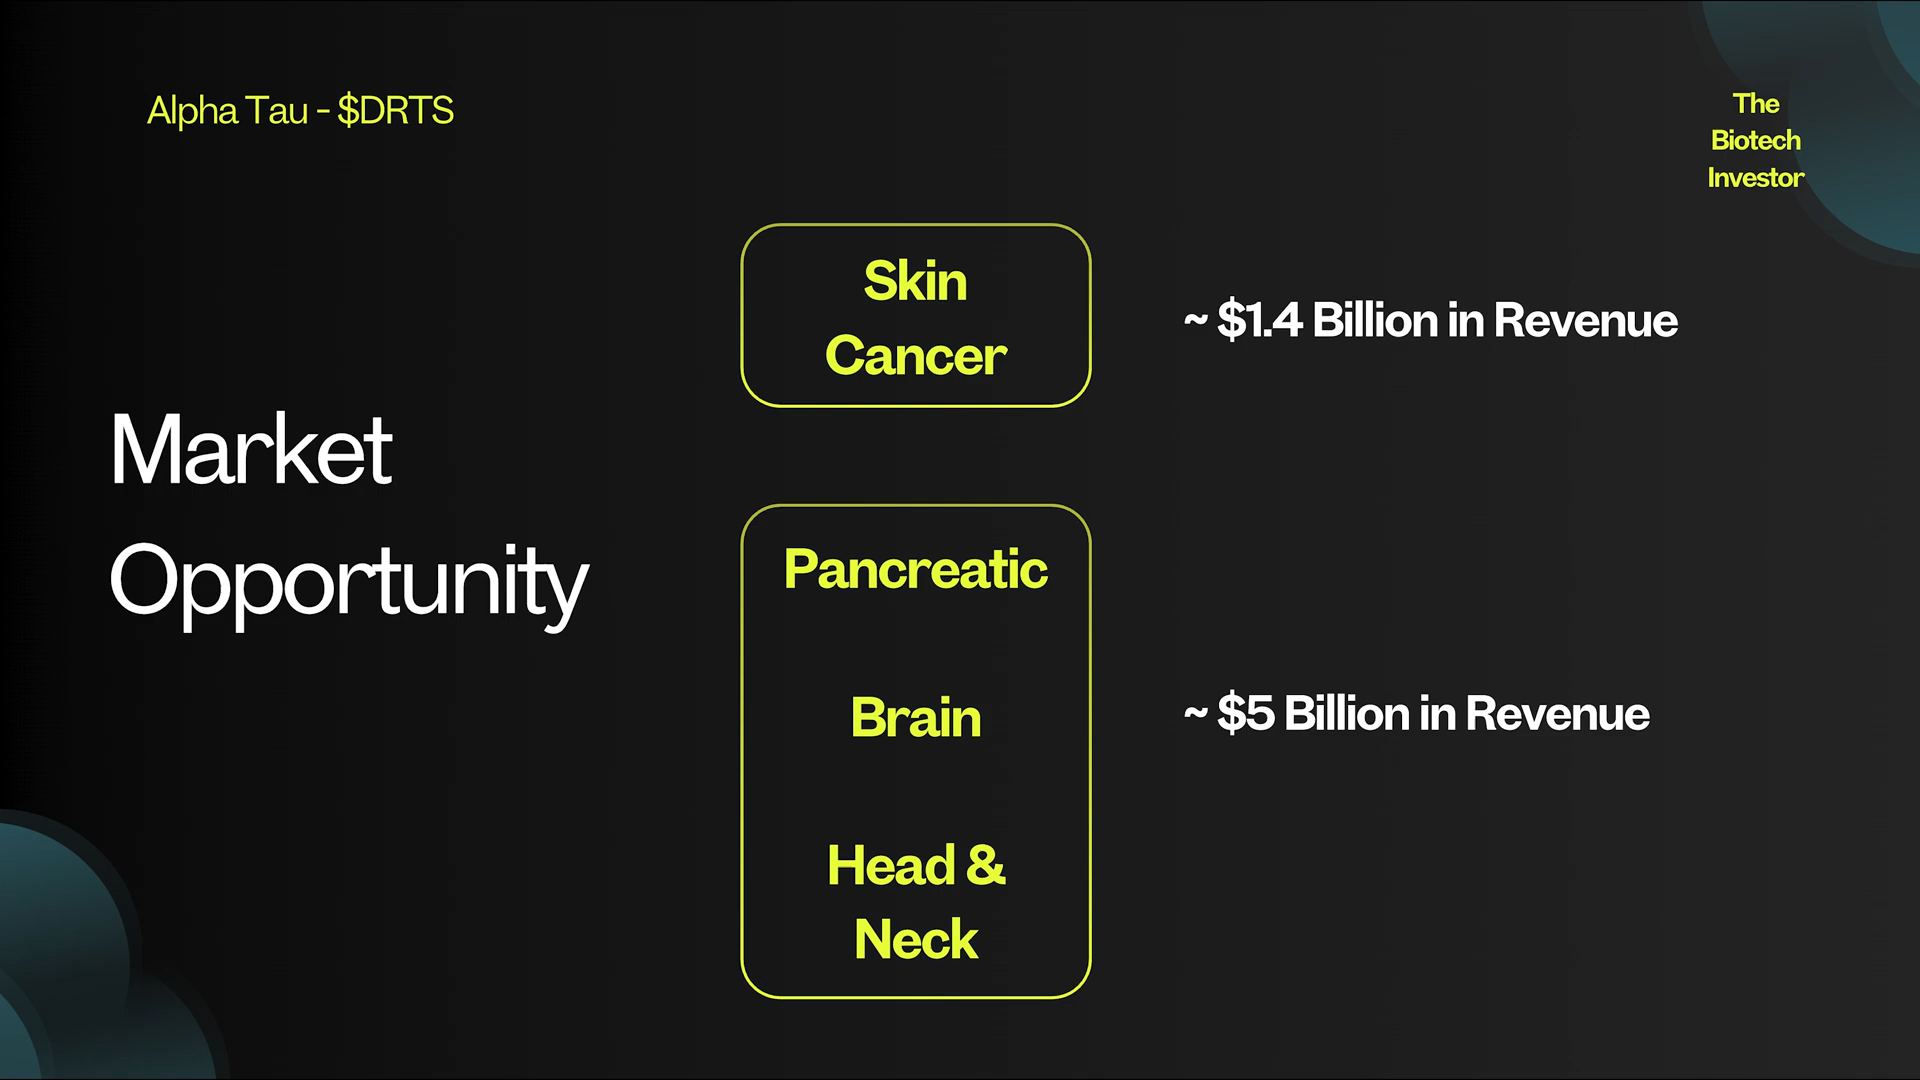 Alpha Tau - $DRTS
The
Biotech
Investor
Market
Opportunity
Skin
Cancer
~ $1.4 Billion in Revenue
Pancreatic
Brain
Head &
Neck
~ $5 Billion in Revenue